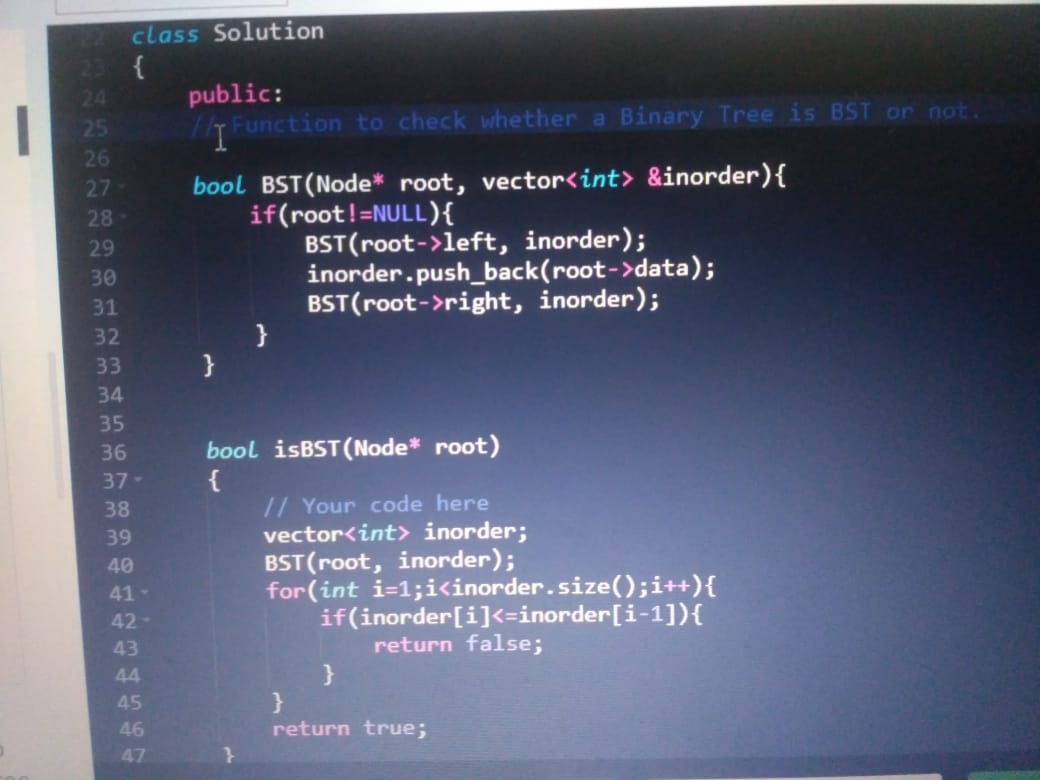 22 class Solution
23 {
24 public:
25 // Function to check whether a Binary Tree is BST or not.
26
27 bool BST(Node* root, vector<int> &inorder){
28 if(root!=NULL){
29 BST(root->left, inorder);
30 inorder.push_back(root->data);
31 BST(root->right, inorder);
32 }
33 }
34
35
36 bool isBST(Node* root)
37 {
38 // Your code here
39 vector<int> inorder;
40 BST(root, inorder);
41 for(int i=1;i<inorder.size();i++){
42 if(inorder[i]<=inorder[i-1]){
43 return false;
44 }
45 }
46 return true;
47 }